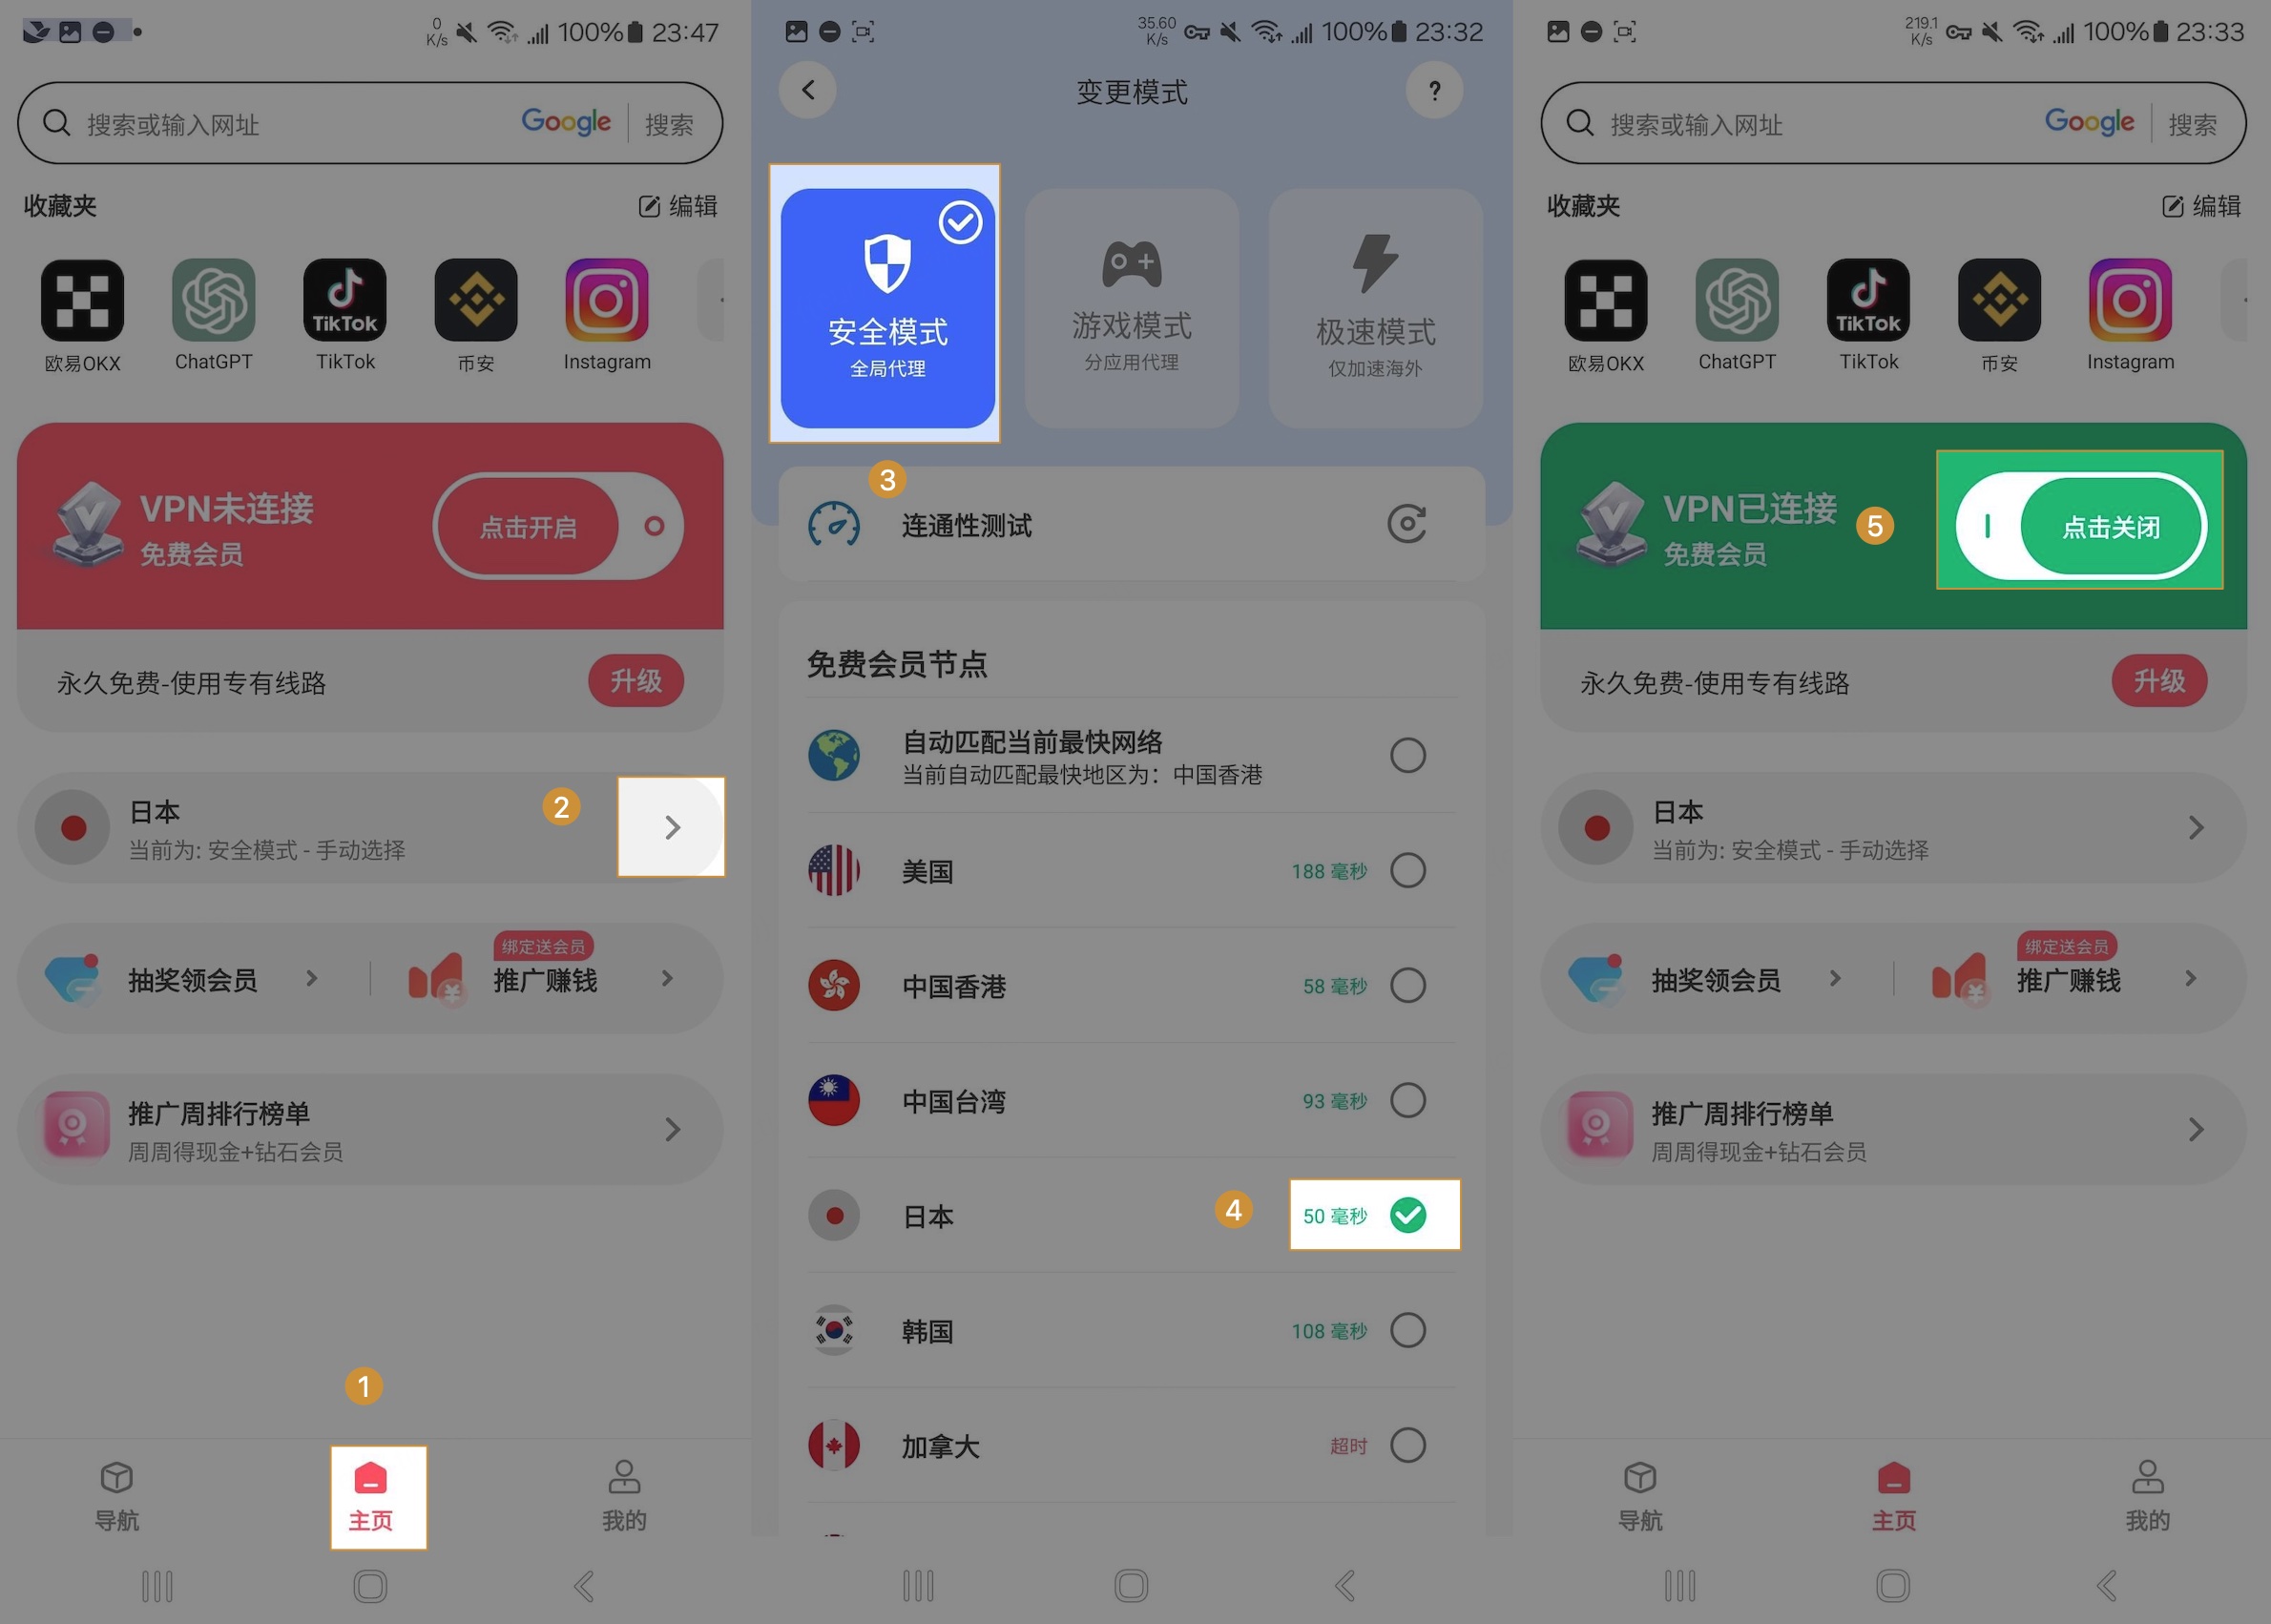 0
K/s
100%
23:47
搜索或输入网址
Google
搜索
收藏夹
编辑
TikTok
欧易OKX
ChatGPT
TikTok
币安
Instagram
VPN未连接
免费会员
点击开启
永久免费-使用专有线路
升级
日本
当前为: 安全模式 - 手动选择
2
抽奖领会员
绑定送会员
推广赚钱
推广周排行榜单
周周得现金+钻石会员
1
导航
主页
我的
35.60
K/s
100%
23:32
变更模式
?
安全模式
全局代理
游戏模式
分应用代理
极速模式
仅加速海外
3
连通性测试
免费会员节点
自动匹配当前最快网络
当前自动匹配最快地区为：中国香港
美国
188 毫秒
中国香港
58 毫秒
中国台湾
93 毫秒
日本
4
50 毫秒
韩国
108 毫秒
加拿大
超时
219.1
K/s
100%
23:33
搜索或输入网址
Google
搜索
收藏夹
编辑
TikTok
欧易OKX
ChatGPT
TikTok
币安
Instagram
VPN已连接
免费会员
5
点击关闭
永久免费-使用专有线路
升级
日本
当前为: 安全模式 - 手动选择
抽奖领会员
绑定送会员
推广赚钱
推广周排行榜单
周周得现金+钻石会员
导航
主页
我的